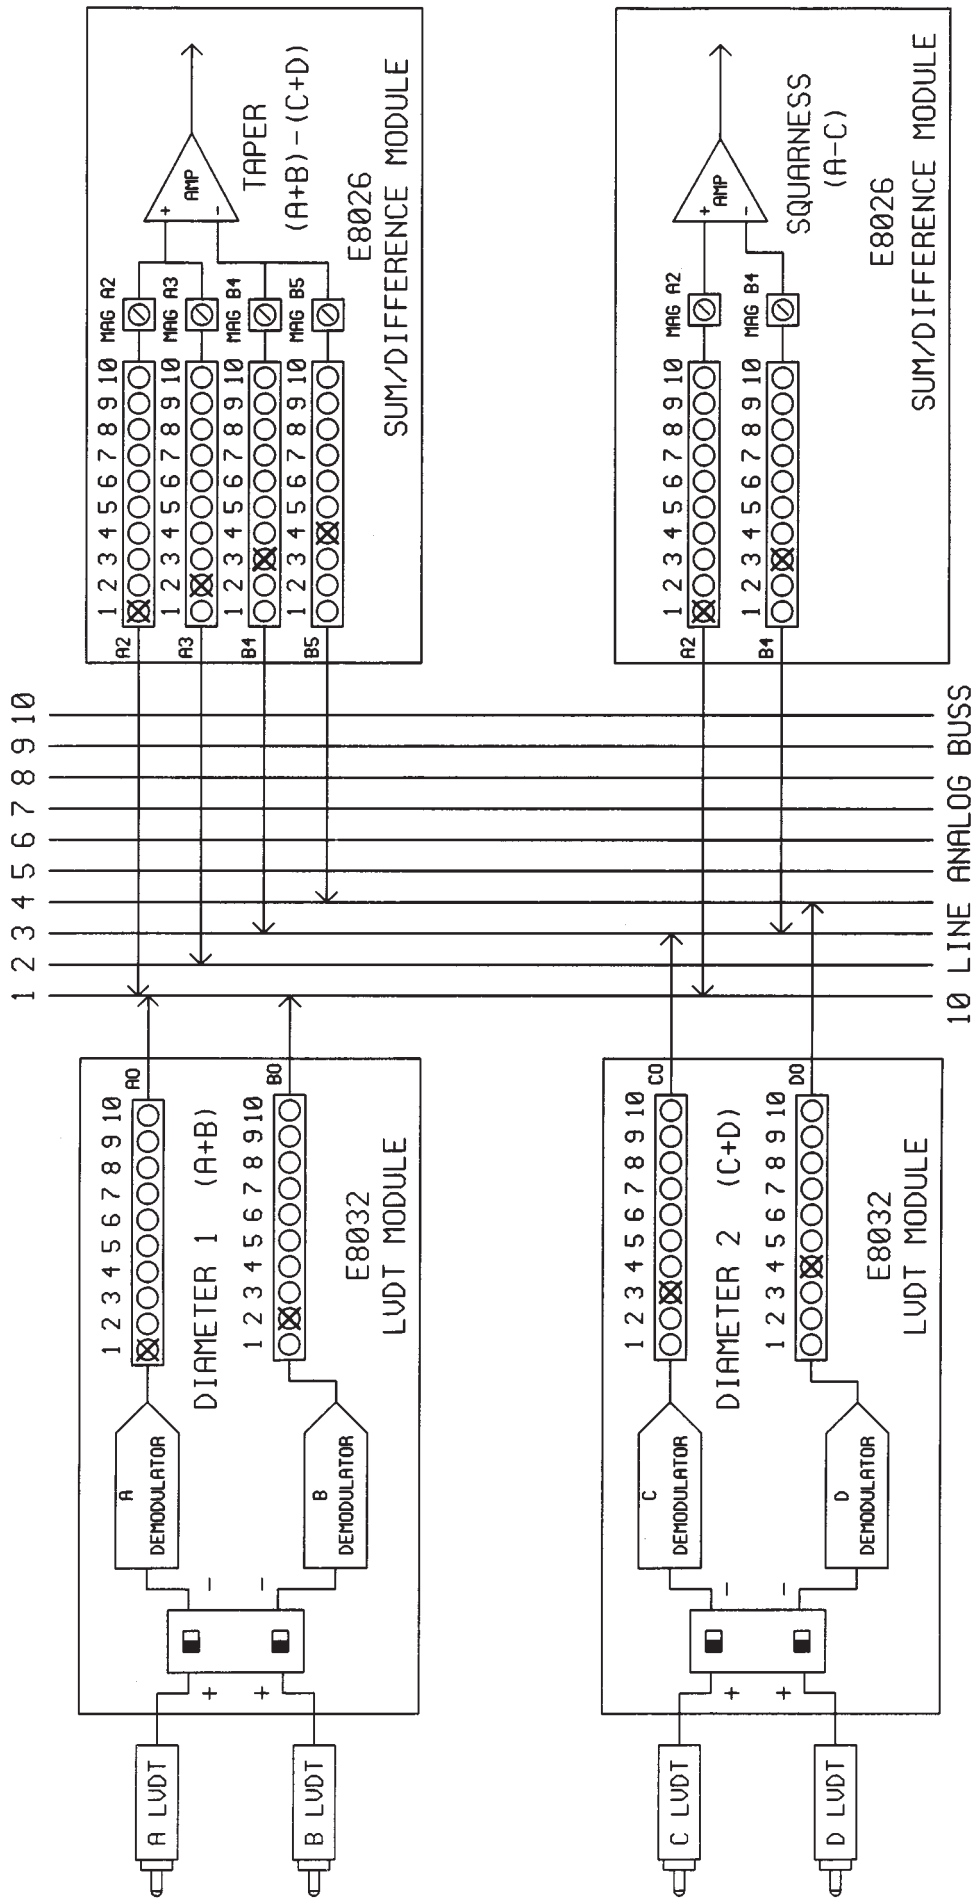 A LVDT
B LVDT
+
+
-
-
A
DEMODULATOR
B
DEMODULATOR
1 2 3 4 5 6 7 8 9 10
AO
DIAMETER 1 (A+B)
1 2 3 4 5 6 7 8 9 10
BO
E8032
LVDT MODULE
C LVDT
D LVDT
+
+
-
-
C
DEMODULATOR
D
DEMODULATOR
1 2 3 4 5 6 7 8 9 10
CO
DIAMETER 2 (C+D)
1 2 3 4 5 6 7 8 9 10
DO
E8032
LVDT MODULE
1 2 3 4 5 6 7 8 9 10
10 LINE ANALOG BUSS
A2
1 2 3 4 5 6 7 8 9 10
MAG A2
A3
1 2 3 4 5 6 7 8 9 10
MAG A3
B4
1 2 3 4 5 6 7 8 9 10
MAG B4
B5
1 2 3 4 5 6 7 8 9 10
MAG B5
+
-
AMP
TAPER
(A+B)-(C+D)
E8026
SUM/DIFFERENCE MODULE
A2
1 2 3 4 5 6 7 8 9 10
MAG A2
B4
1 2 3 4 5 6 7 8 9 10
MAG B4
+
-
AMP
SQUARNESS
(A-C)
E8026
SUM/DIFFERENCE MODULE